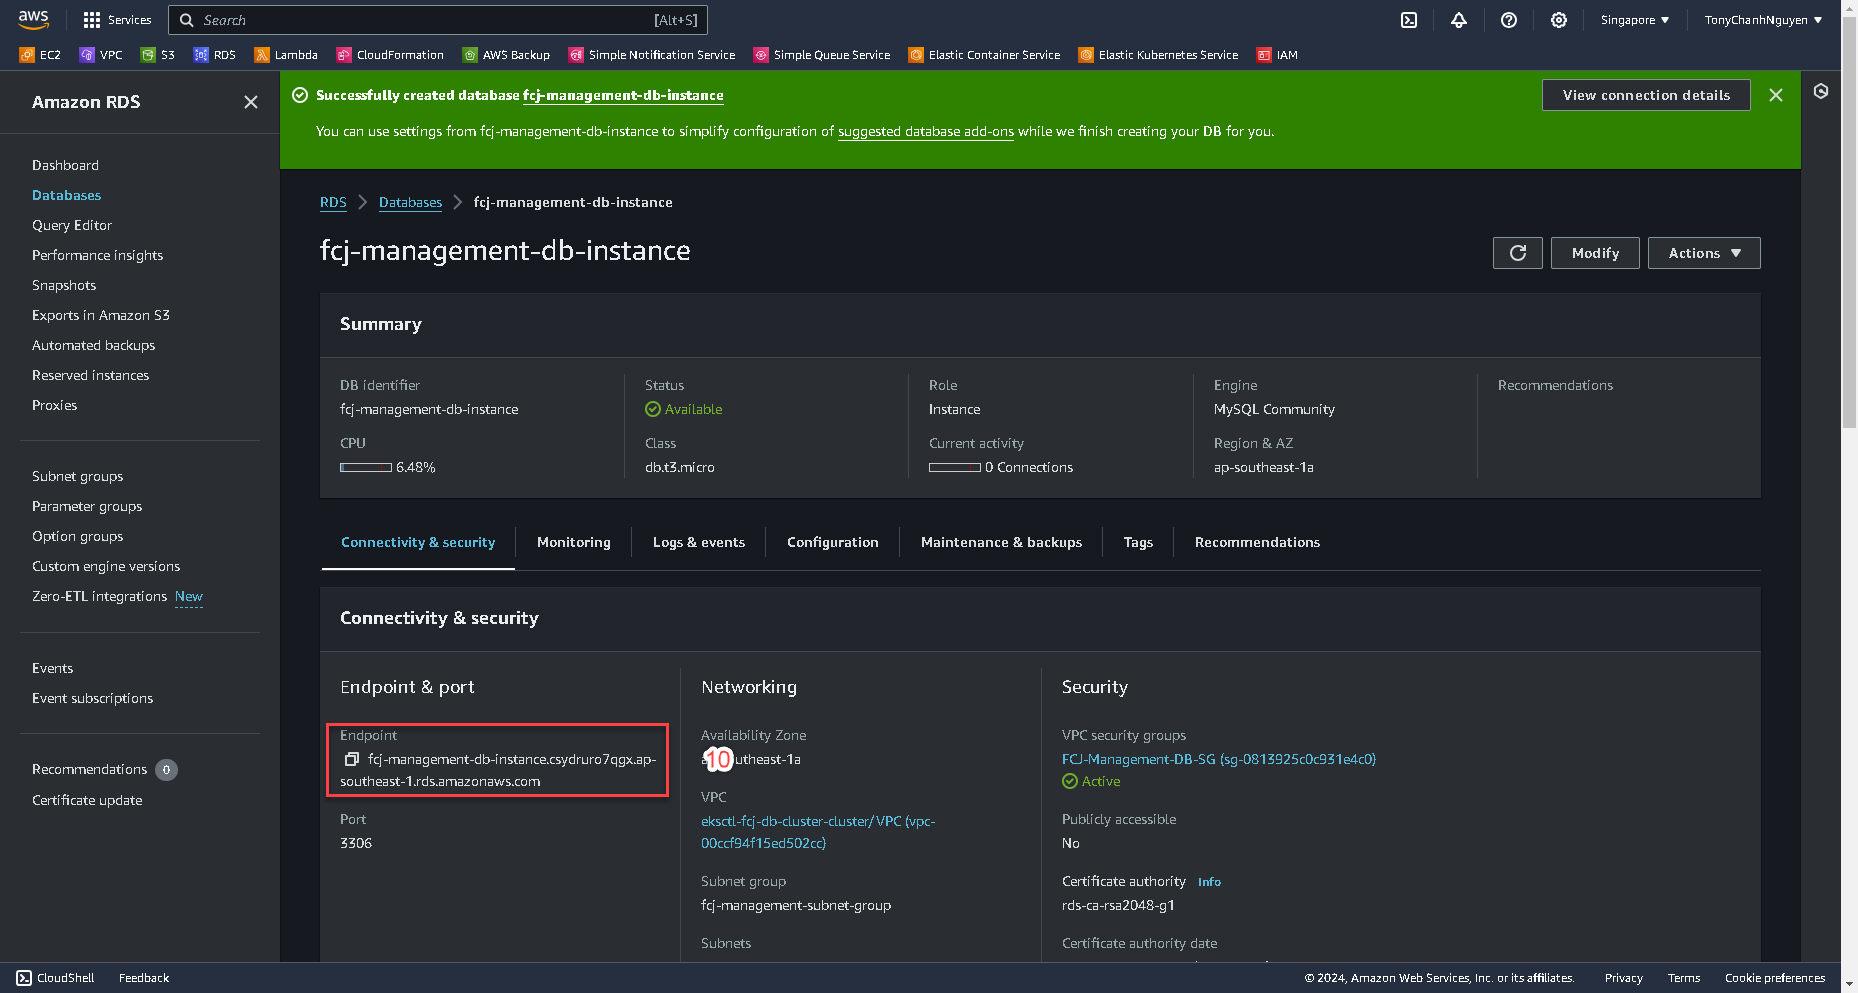 aws
Services
Search
[Alt+S]
Singapore ▼
TonyChanhNguyen ▼
EC2
VPC
S3
RDS
Lambda
CloudFormation
AWS Backup
Simple Notification Service
Simple Queue Service
Elastic Container Service
Elastic Kubernetes Service
IAM
Amazon RDS
Dashboard
Databases
Query Editor
Performance insights
Snapshots
Exports in Amazon S3
Automated backups
Reserved instances
Proxies
Subnet groups
Parameter groups
Option groups
Custom engine versions
Zero-ETL integrations New
Events
Event subscriptions
Recommendations 0
Certificate update
Successfully created database fcj-management-db-instance
View connection details
You can use settings from fcj-management-db-instance to simplify configuration of suggested database add-ons while we finish creating your DB for you.
RDS > Databases > fcj-management-db-instance
fcj-management-db-instance
Modify
Actions ▼
Summary
DB identifier
fcj-management-db-instance
CPU
6.48%
Status
Available
Class
db.t3.micro
Role
Instance
Current activity
0 Connections
Engine
MySQL Community
Region & AZ
ap-southeast-1a
Recommendations
Connectivity & security
Monitoring
Logs & events
Configuration
Maintenance & backups
Tags
Recommendations
Connectivity & security
Endpoint & port
Endpoint
fcj-management-db-instance.csydruro7qgx.ap-
southeast-1.rds.amazonaws.com
Port
3306
Networking
Availability Zone
10
utheast-1a
VPC
eksctl-fcj-db-cluster-cluster/VPC (vpc-
00ccf94f15ed502cc)
Subnet group
fcj-management-subnet-group
Subnets
Security
VPC security groups
FCJ-Management-DB-SG (sg-0813925c0c931e4c0)
Active
Publicly accessible
No
Certificate authority Info
rds-ca-rsa2048-g1
Certificate authority date
CloudShell
Feedback
© 2024, Amazon Web Services, Inc. or its affiliates.
Privacy
Terms
Cookie preferences